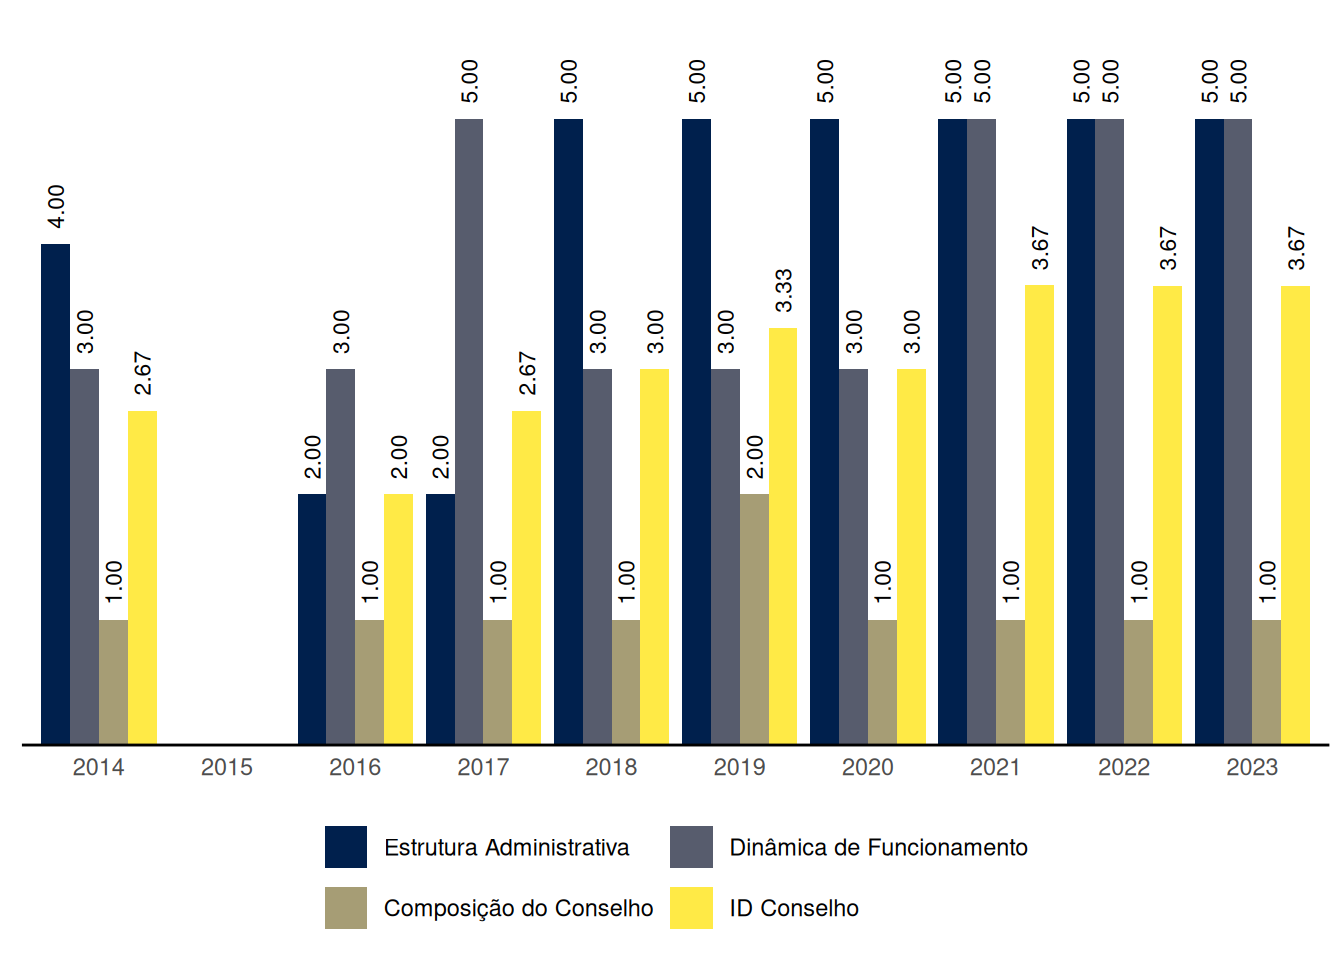 4.00 3.00 1.00 2.67
2.00 3.00 1.00 2.00
2.00 5.00 1.00 2.67
5.00 3.00 1.00 3.00
5.00 3.00 2.00 3.33
5.00 3.00 1.00 3.00
5.00 5.00 1.00 3.67
5.00 5.00 1.00 3.67
5.00 5.00 1.00 3.67
2014 2015 2016 2017 2018 2019 2020 2021 2022 2023
Estrutura Administrativa Dinâmica de Funcionamento
Composição do Conselho ID Conselho